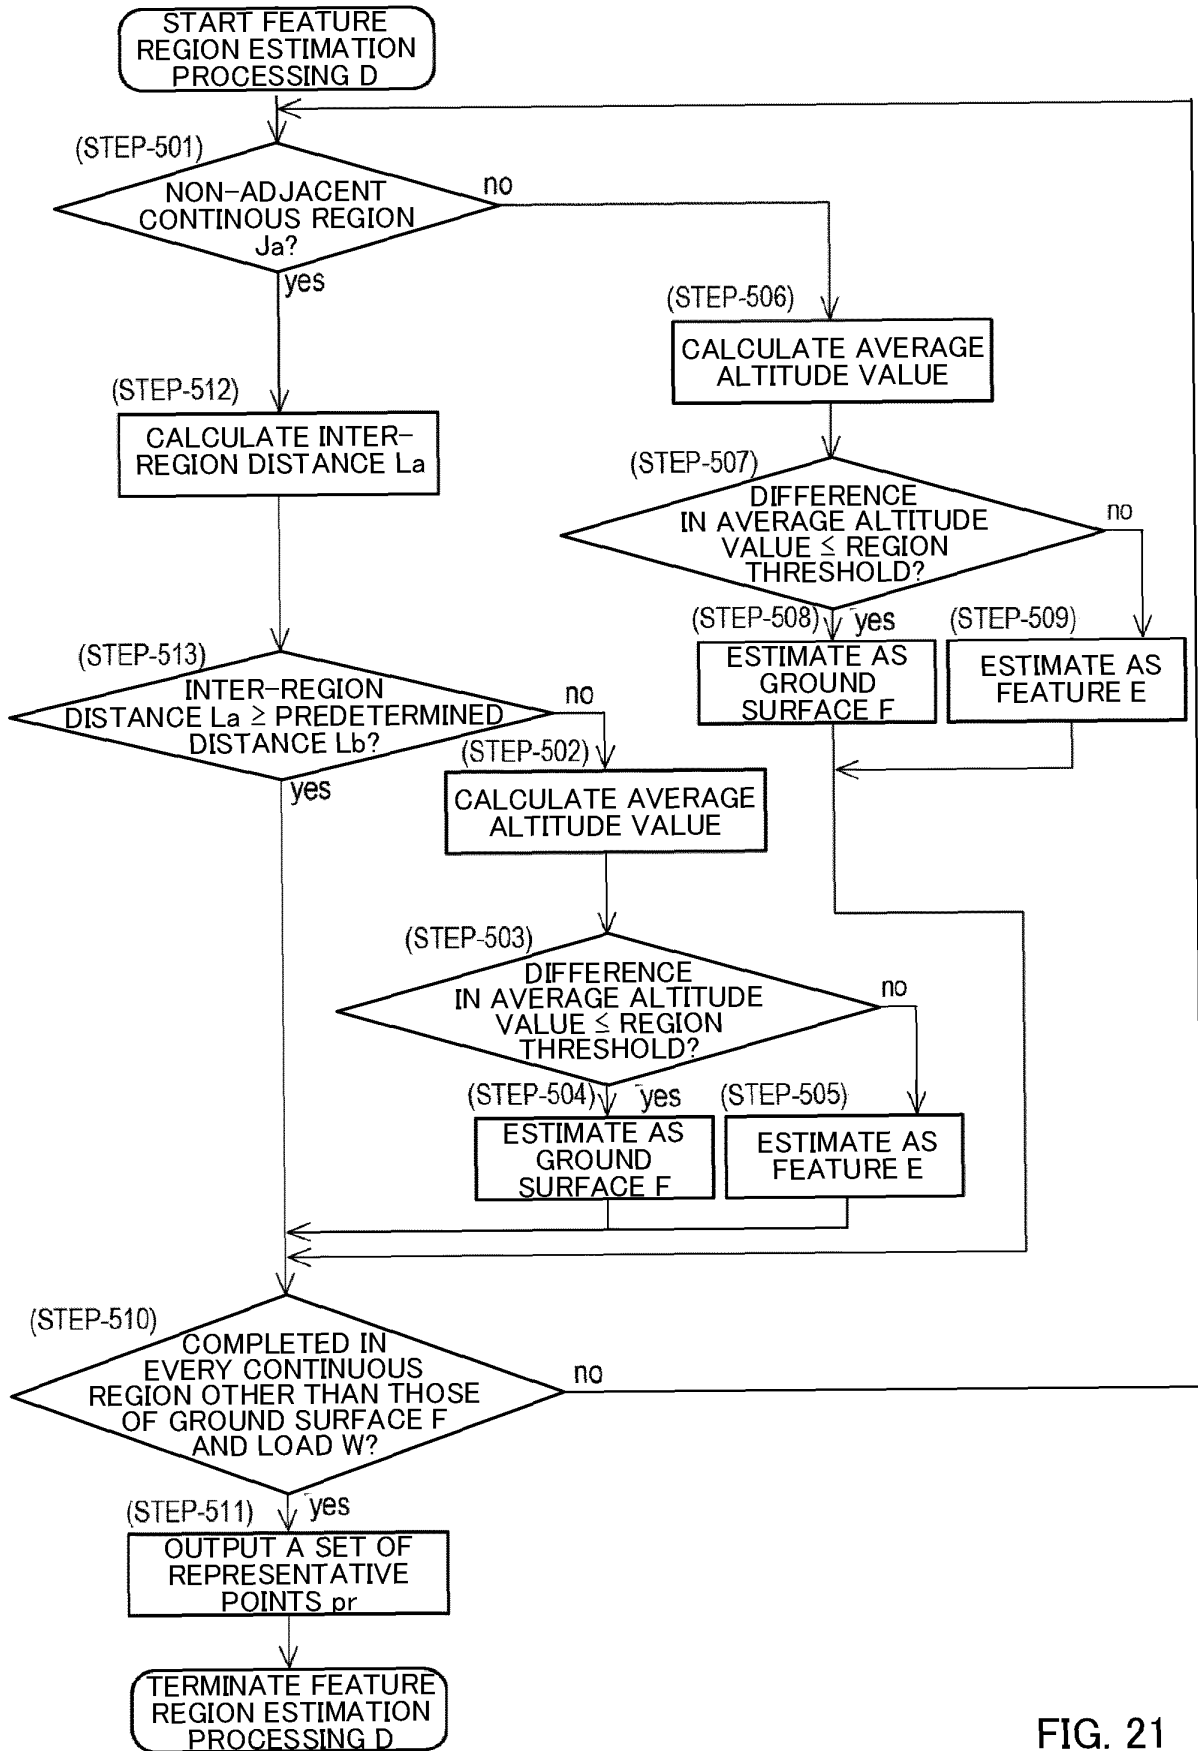 START FEATURE
REGION ESTIMATION
PROCESSING D
(STEP-501)
NON-ADJACENT
CONTINOUS REGION
Ja?
no
yes
(STEP-506)
CALCULATE AVERAGE
ALTITUDE VALUE
(STEP-512)
CALCULATE INTER-
REGION DISTANCE La
(STEP-507)
DIFFERENCE
IN AVERAGE ALTITUDE
VALUE ≤ REGION
THRESHOLD?
no
yes
(STEP-508)
ESTIMATE AS
GROUND
SURFACE F
(STEP-509)
ESTIMATE AS
FEATURE E
(STEP-513)
INTER-REGION
DISTANCE La ≥ PREDETERMINED
DISTANCE Lb?
no
yes
(STEP-502)
CALCULATE AVERAGE
ALTITUDE VALUE
(STEP-503)
DIFFERENCE
IN AVERAGE ALTITUDE
VALUE ≤ REGION
THRESHOLD?
no
yes
(STEP-504)
ESTIMATE AS
GROUND
SURFACE F
(STEP-505)
ESTIMATE AS
FEATURE E
(STEP-510)
COMPLETED IN
EVERY CONTINUOUS
REGION OTHER THAN THOSE
OF GROUND SURFACE F
AND LOAD W?
no
yes
(STEP-511)
OUTPUT A SET OF
REPRESENTATIVE
POINTS pr
TERMINATE FEATURE
REGION ESTIMATION
PROCESSING D
FIG. 21